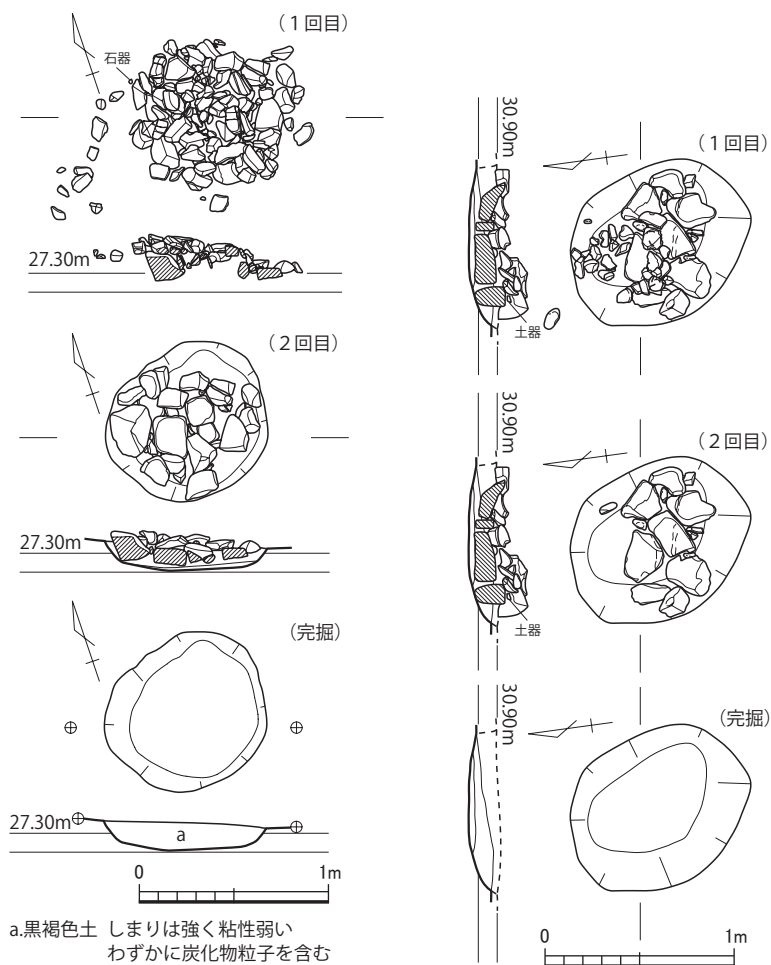 (1回目)
石器
27.30m
(2回目)
27.30m
(完掘)
27.30m
a
0 1m
a.黒褐色土 しまりは強く粘性弱い
わずかに炭化物粒子を含む
30.90m
(1回目)
土器
30.90m
(2回目)
土器
30.90m
(完掘)
0 1m